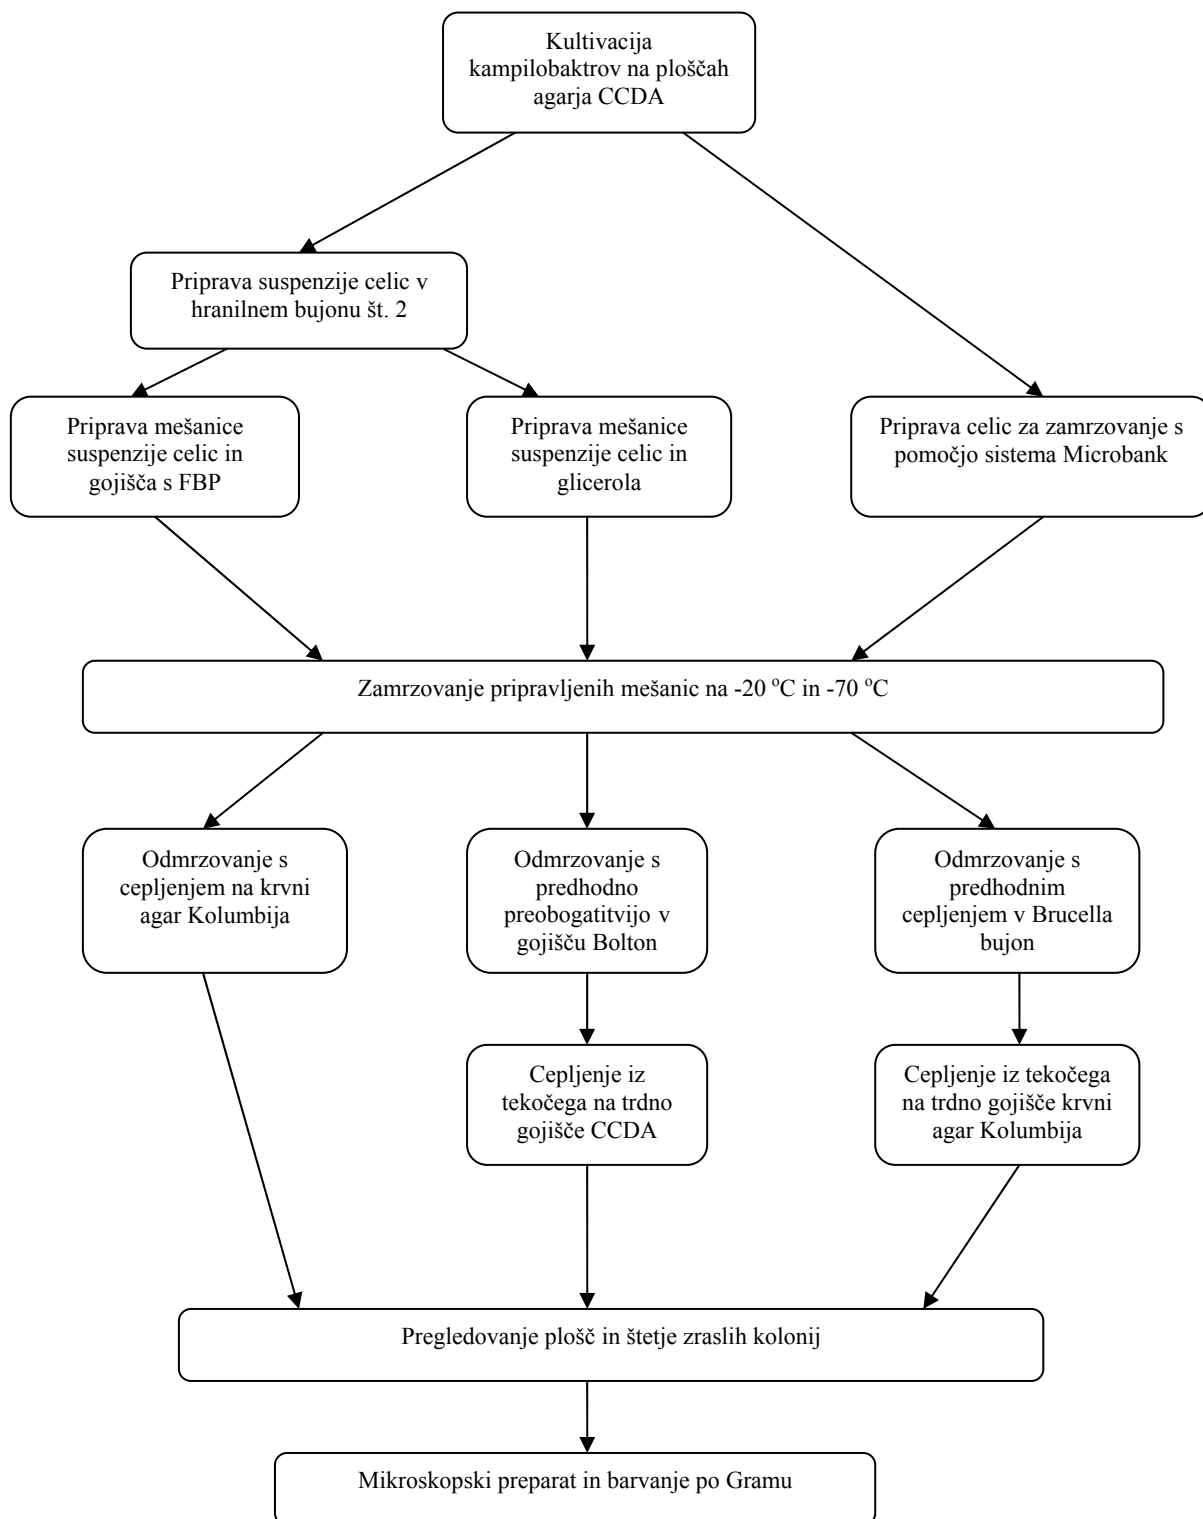 Kultivacija
kampilobaktrov na ploščah
agarja CCDA
Priprava suspenzije celic v
hranilnem bujonu št. 2
Priprava mešanice
suspenzije celic in
gojišča s FBP
Priprava mešanice
suspenzije celic in
glicerola
Priprava celic za zamrzovanje s
pomočjo sistema Microbank
Zamrzovanje pripravljenih mešanic na -20 °C in -70 °C
Odmrzovanje s
cepljenjem na krvni
agar Kolumbija
Odmrzovanje s
predhodno
preobogatitvijo v
gojišču Bolton
Odmrzovanje s
predhodnim
cepljenjem v Brucella
bujon
Cepljenje iz
tekočega na trdno
gojišče CCDA
Cepljenje iz tekočega
na trdno gojišče krvni
agar Kolumbija
Pregledovanje plošč in štetje zraslih kolonij
Mikroskopski preparat in barvanje po Gramu